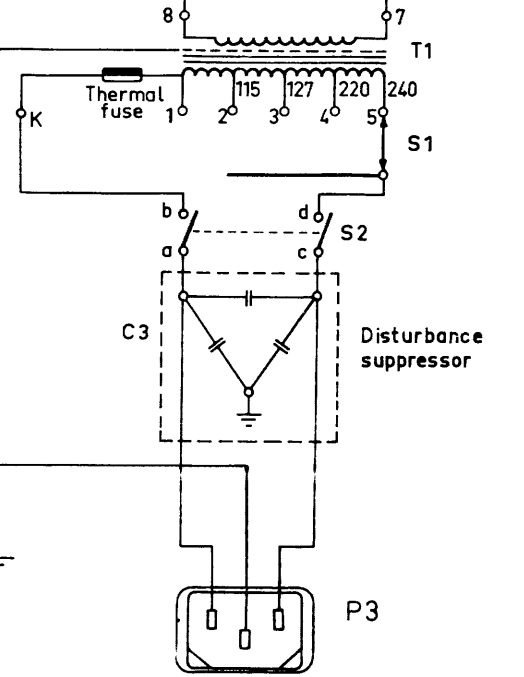 8 7
T1
Thermal
fuse
115 127 220 240
K
1 2 3 4 5
S1
b d
S2
a c
C3
Disturbance
suppressor
P3